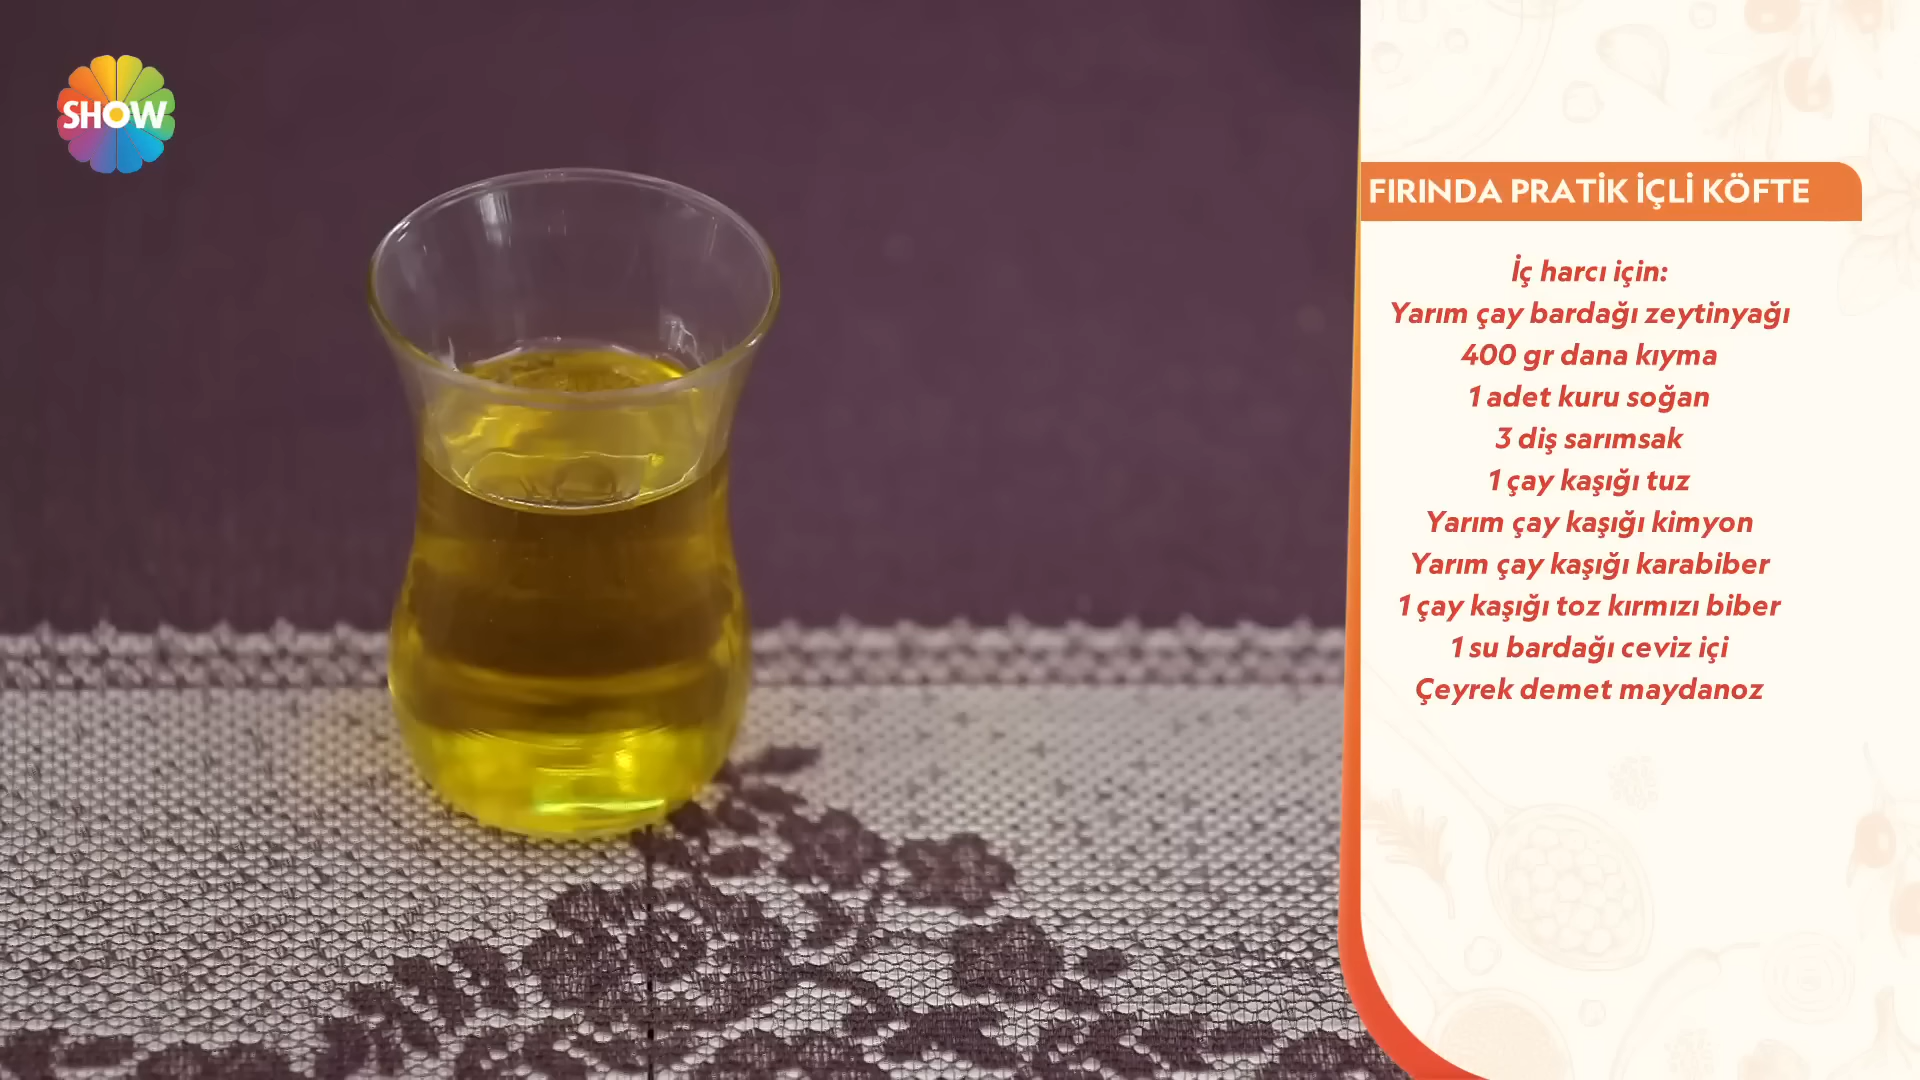 SHOW
FIRINDA PRATİK İÇLİ KÖFTE
İç harcı için:
Yarım çay bardağı zeytinyağı
400 gr dana kıyma
1 adet kuru soğan
3 diş sarımsak
1 çay kaşığı tuz
Yarım çay kaşığı kimyon
Yarım çay kaşığı karabiber
1 çay kaşığı toz kırmızı biber
1 su bardağı ceviz içi
Çeyrek demet maydanoz